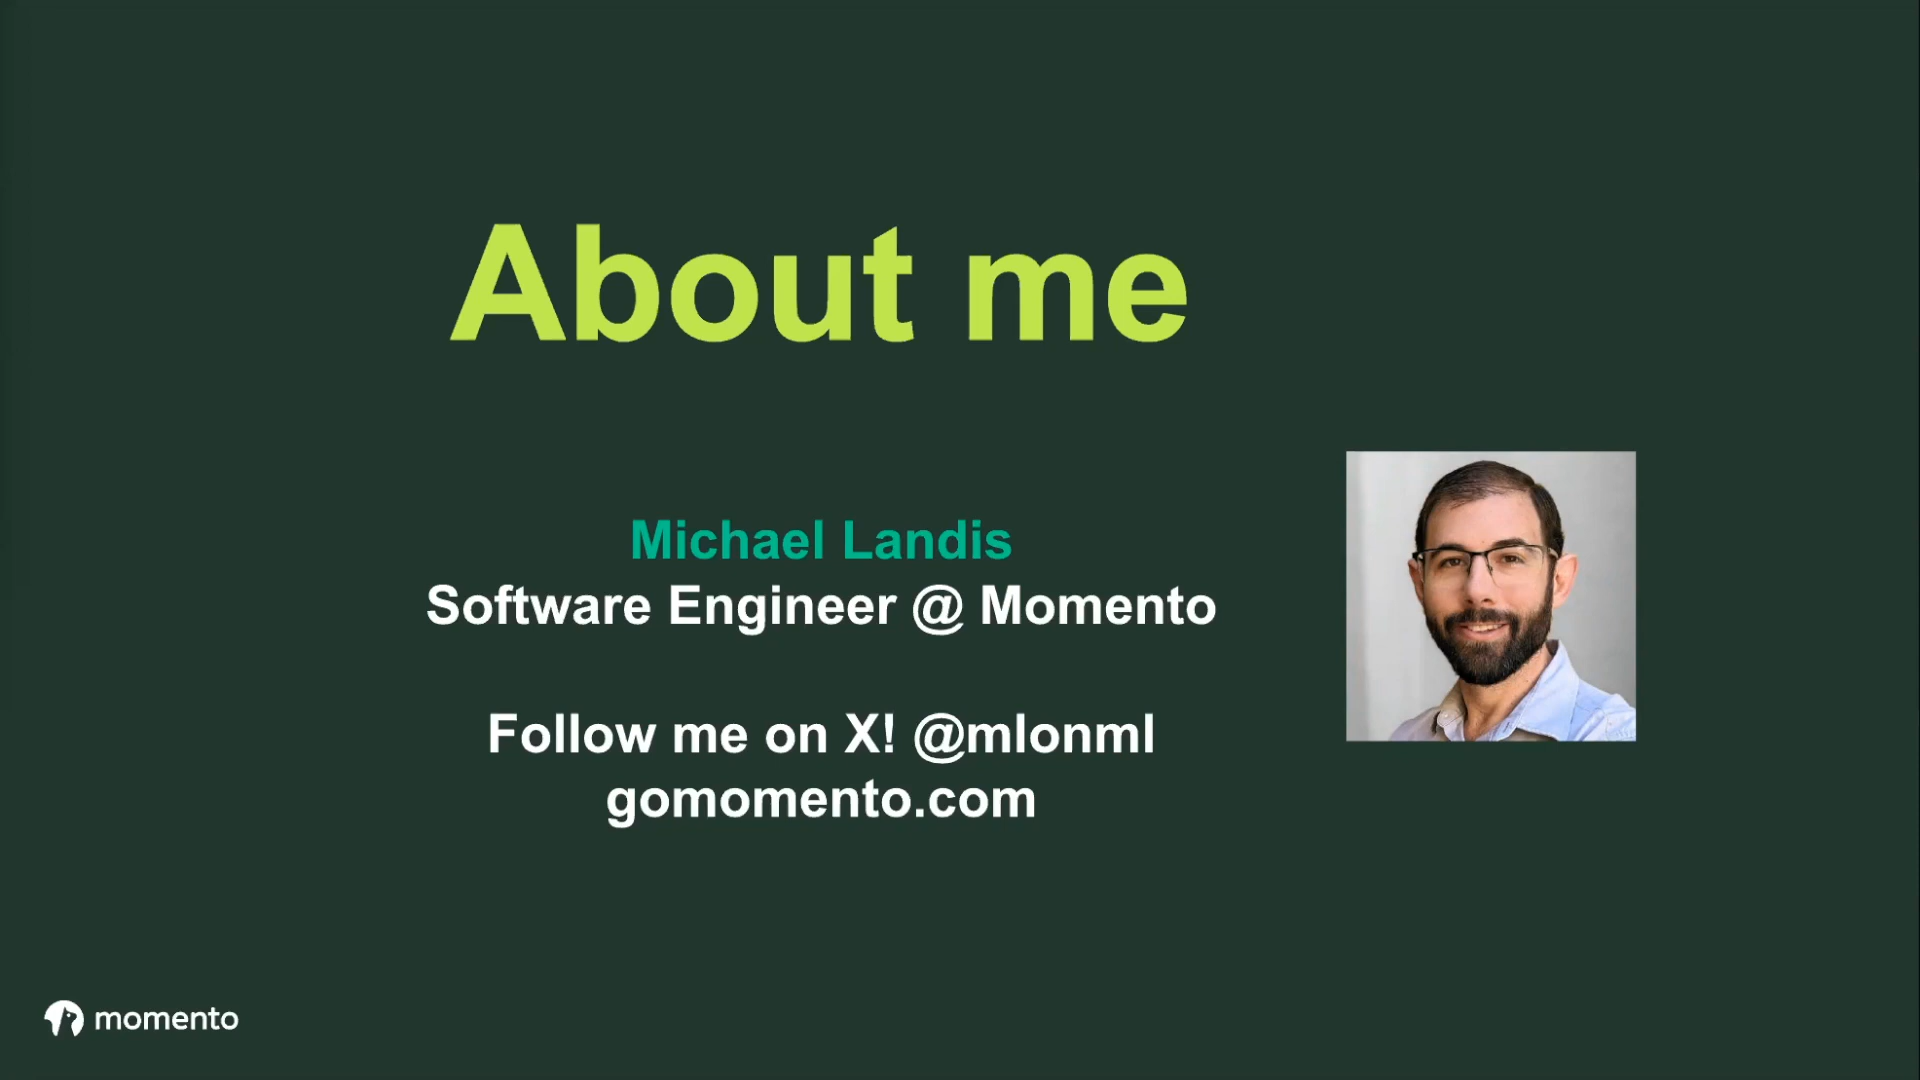 About me
Michael Landis
Software Engineer @ Momento
Follow me on X! @mlonml
gomomento.com
momento